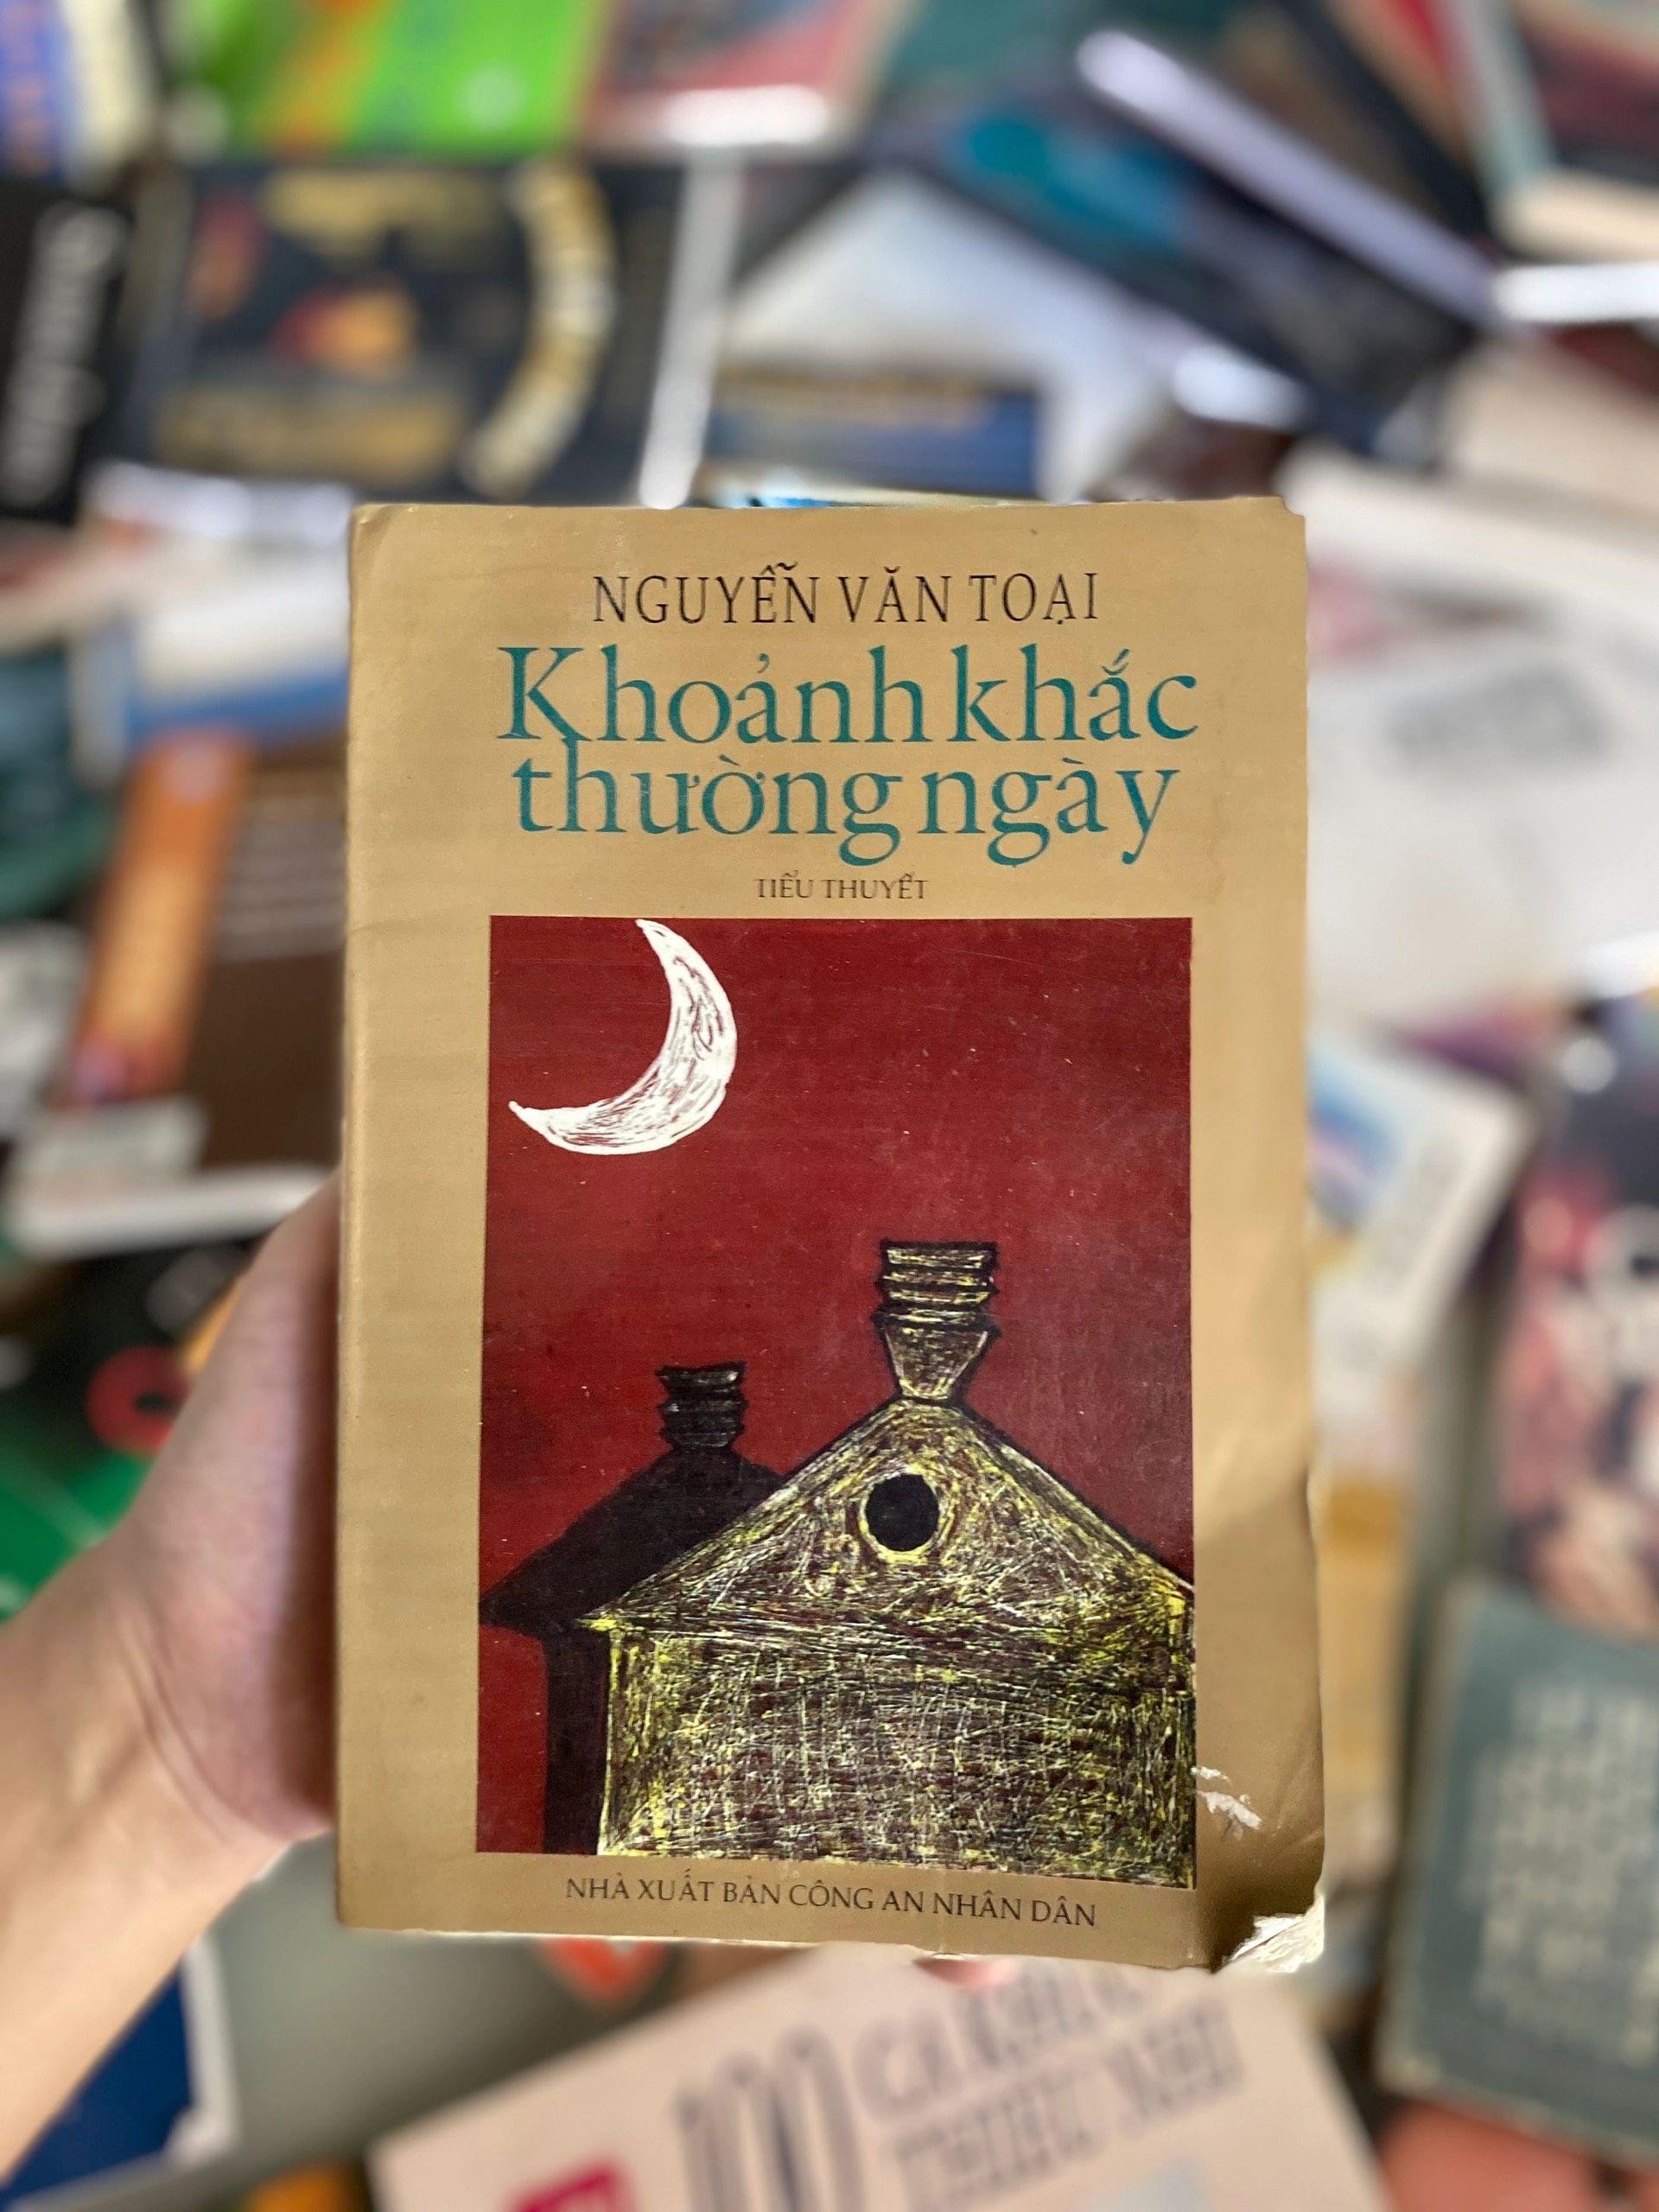 NGUYỄN VĂN TOẠI
Khoảnh khắc
thường ngày
TIỂU THUYẾT
NHÀ XUẤT BẢN CÔNG AN NHÂN DÂN